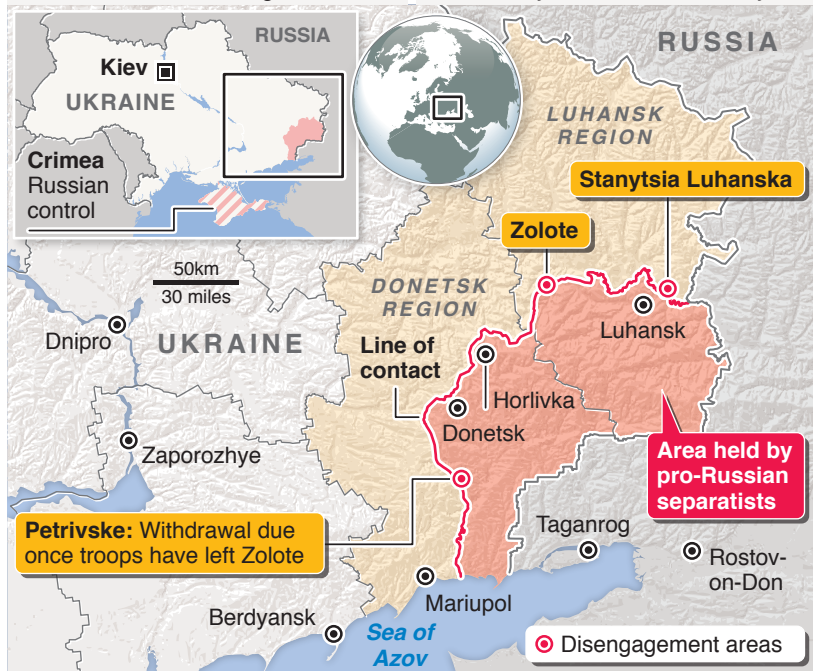 RUSSIA
Kiev
UKRAINE
Crimea
Russian
control
RUSSIA
LUHANSK
REGION
Stanytsia Luhanska
Zolote
50km
30 miles
DONETSK
REGION
Dnipro
UKRAINE
Luhansk
Line of
contact
Horlivka
Donetsk
Zaporozhye
Area held by
pro-Russian
separatists
Petrivske: Withdrawal due
once troops have left Zolote
Taganrog
Rostov-
on-Don
Mariupol
Berdyansk
Sea of
Azov
Disengagement areas